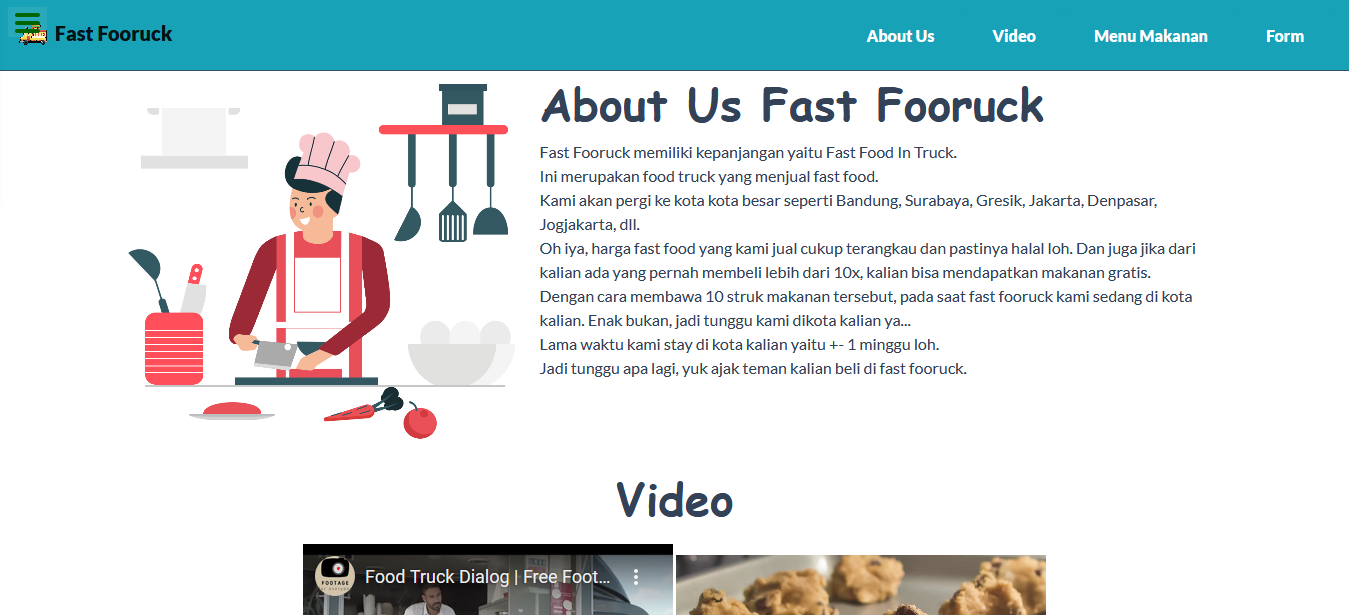 Fast Fooruck
About Us
Video
Menu Makanan
Form
About Us Fast Fooruck
Fast Fooruck memiliki kepanjangan yaitu Fast Food In Truck.
Ini merupakan food truck yang menjual fast food.
Kami akan pergi ke kota kota besar seperti Bandung, Surabaya, Gresik, Jakarta, Denpasar,
Jogjakarta, dll.
Oh iya, harga fast food yang kami jual cukup terangkau dan pastinya halal loh. Dan juga jika dari
kalian ada yang pernah membeli lebih dari 10x, kalian bisa mendapatkan makanan gratis.
Dengan cara membawa 10 struk makanan tersebut, pada saat fast fooruck kami sedang di kota
kalian. Enak bukan, jadi tunggu kami dikota kalian ya...
Lama waktu kami stay di kota kalian yaitu +- 1 minggu loh.
Jadi tunggu apa lagi, yuk ajak teman kalian beli di fast fooruck.
Video
FOOTAGE
Food Truck Dialog | Free Foot...